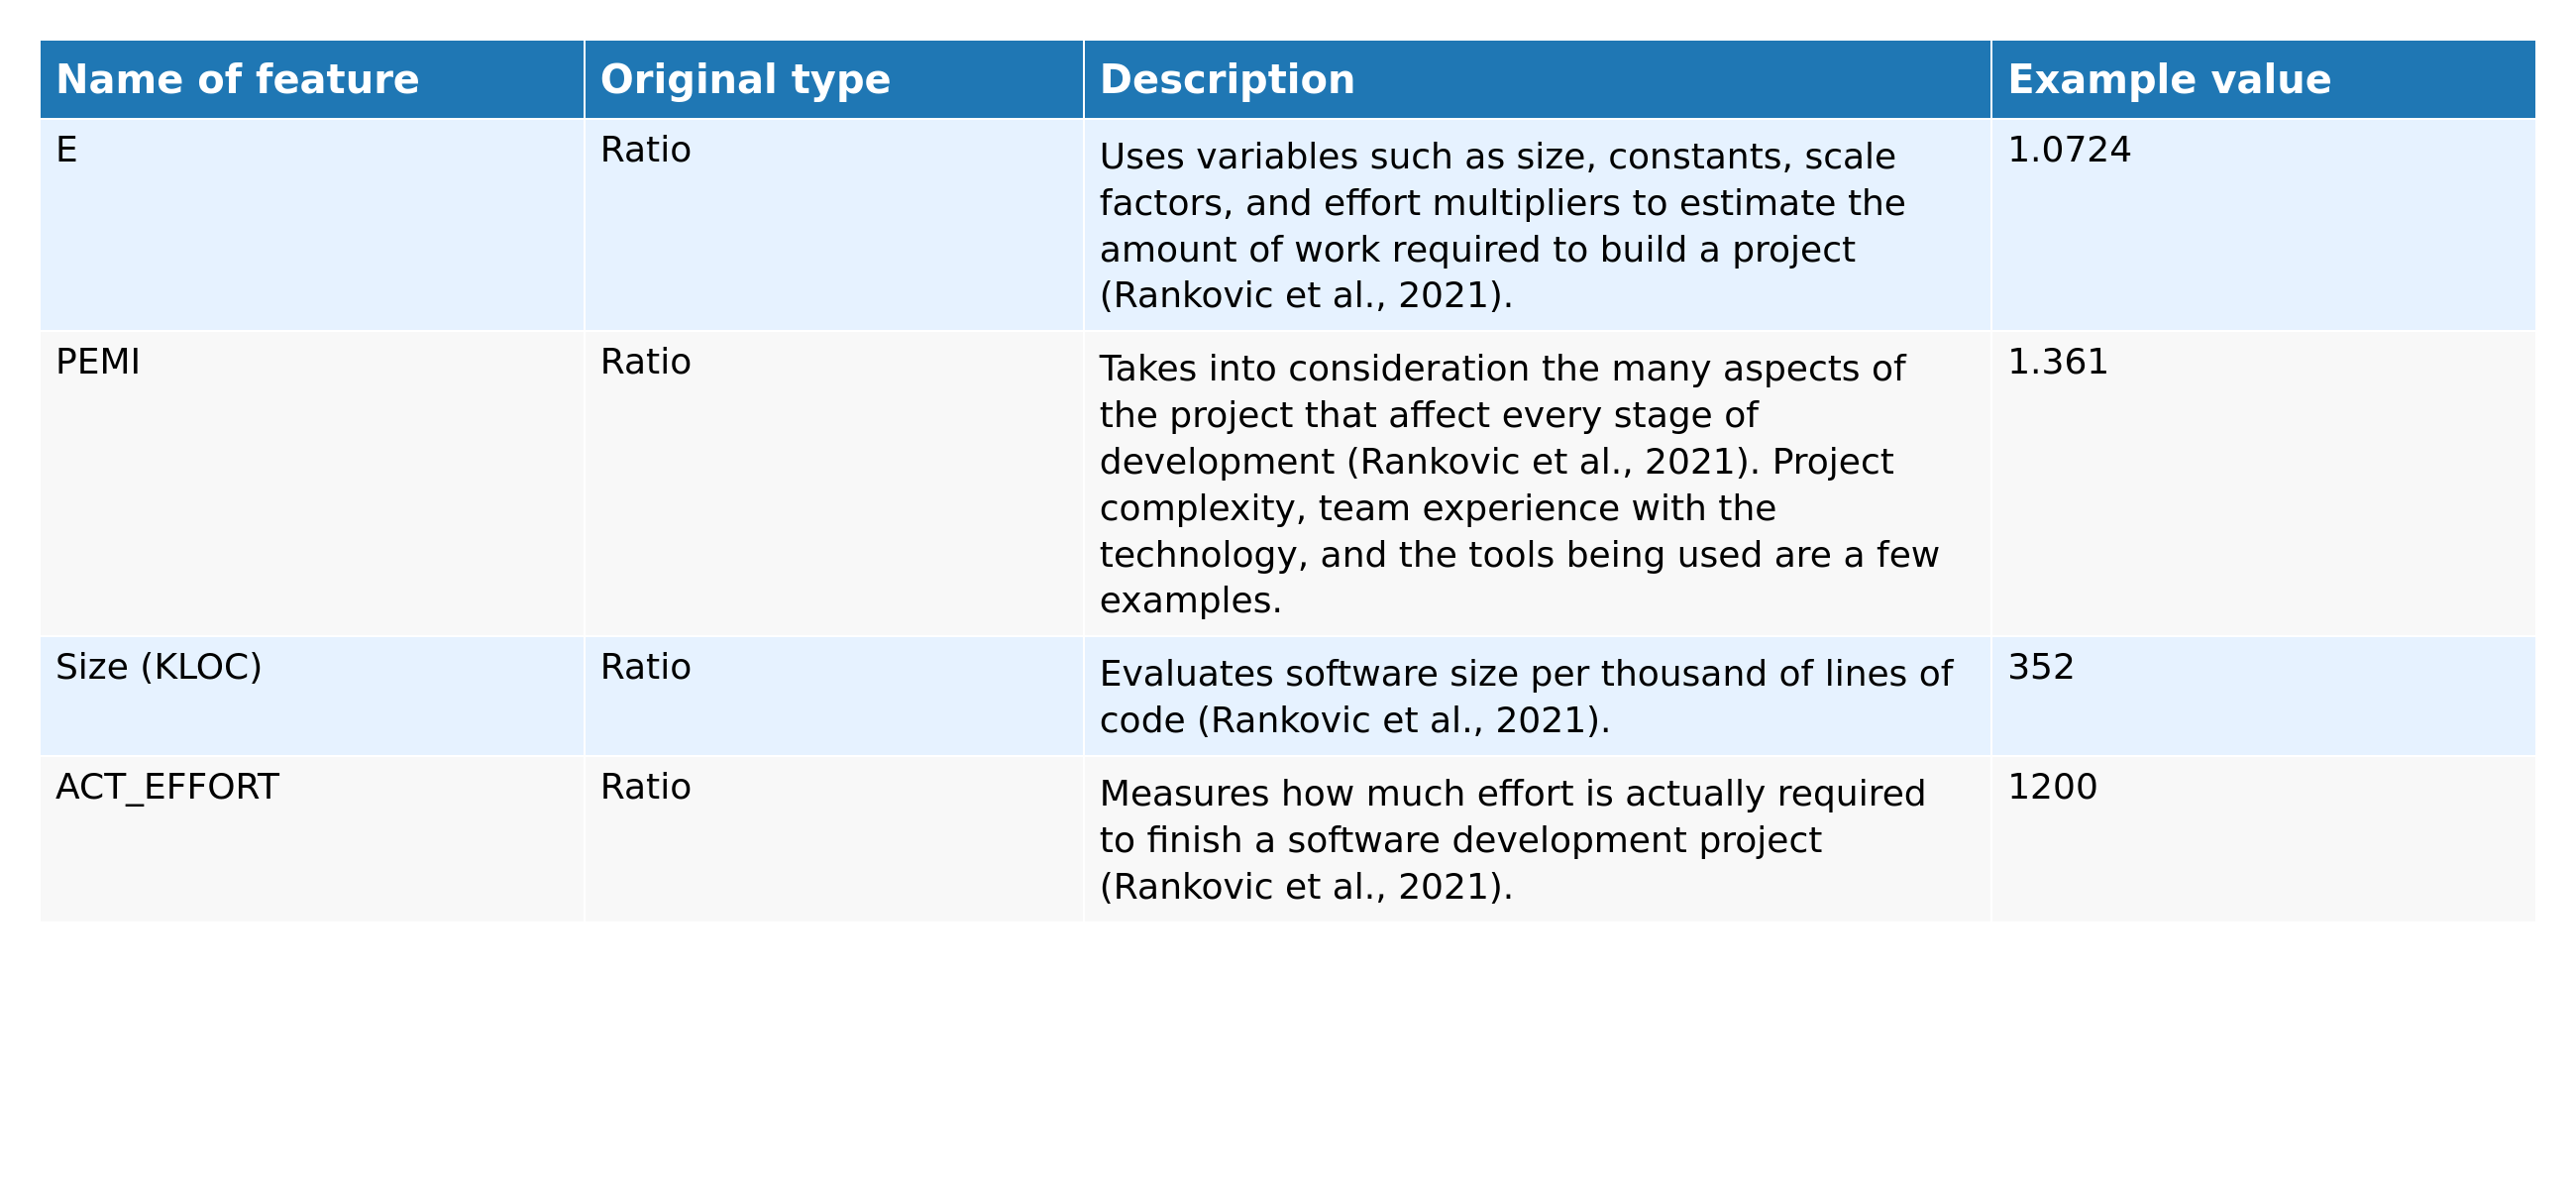 Name of feature Original type Description Example value
E Ratio Uses variables such as size, constants, scale 1.0724
factors, and effort multipliers to estimate the
amount of work required to build a project
(Rankovic et al., 2021).
PEMI Ratio Takes into consideration the many aspects of 1.361
the project that affect every stage of
development (Rankovic et al., 2021). Project
complexity, team experience with the
technology, and the tools being used are a few
examples.
Size (KLOC) Ratio Evaluates software size per thousand of lines of 352
code (Rankovic et al., 2021).
ACT_EFFORT Ratio Measures how much effort is actually required 1200
to finish a software development project
(Rankovic et al., 2021).